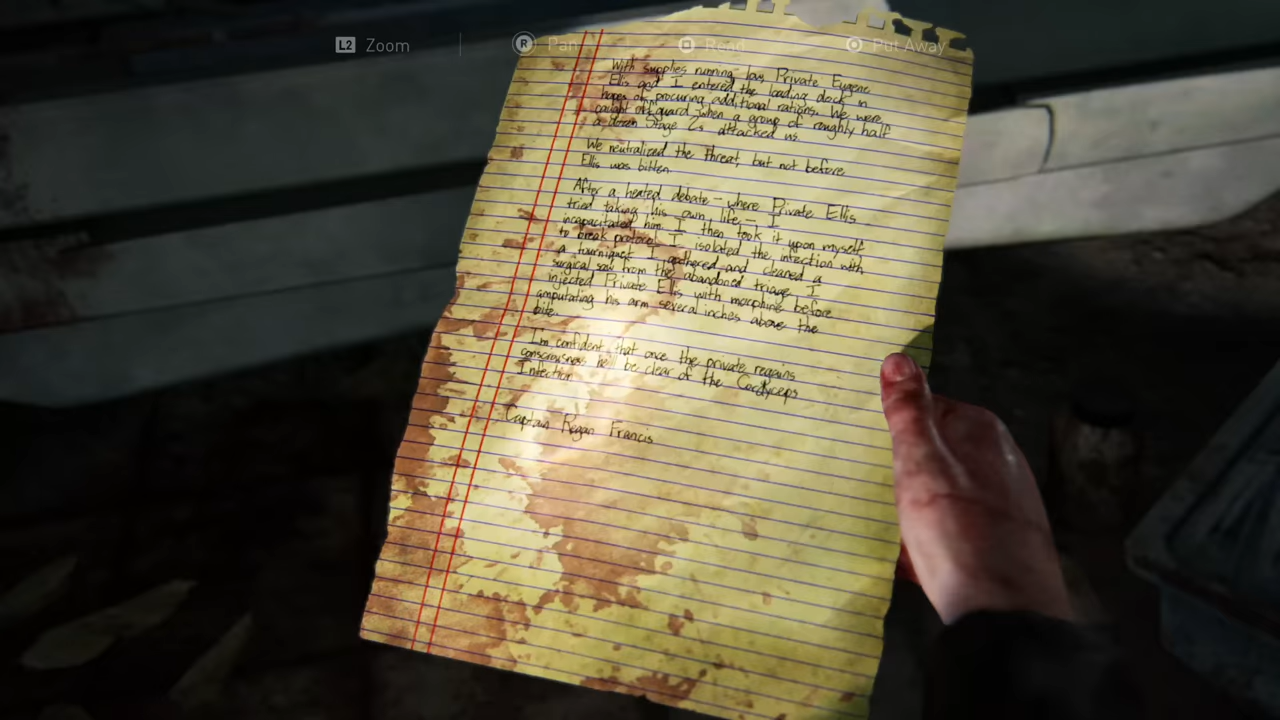 L2 Zoom R Pan Read Put Away
With supplies running low, Private Eugene
Ellis and I entered the loading dock in
hopes of procuring additional rations. We were
caught off guard when a group of roughly half
a dozen Stage 2s attacked us
We neutralized the threat, but not before
Ellis was bitten
After a heated debate – where Private Ellis
tried taking his own life – I
incapacitated him. I then took it upon myself
to break protocol. I isolated the infection with
a tourniquet. I gathered and cleaned a
surgical saw from the abandoned triage. I
injected Private Ellis with morphine before
amputating his arm several inches above the
bite.
I'm confident that once the private regains
consciousness he'll be clear of the Cordyceps
Infection
Captain Regan Francis